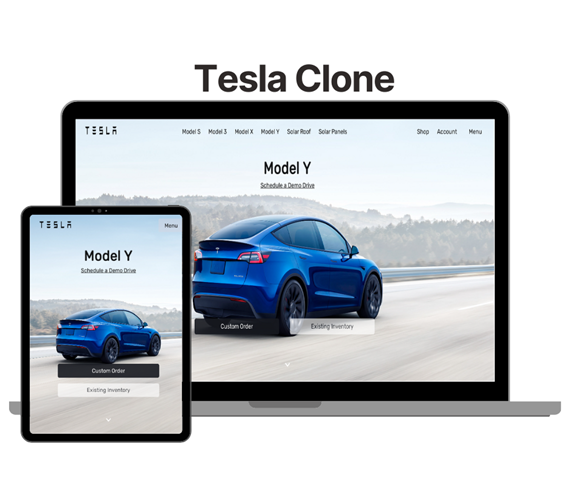 Tesla Clone
TESLA Model S Model 3 Model X Model Y Solar Roof Solar Panels Shop Account Menu
Model Y
Schedule a Demo Drive
Custom Order Existing Inventory
TESLA Menu
Model Y
Schedule a Demo Drive
Custom Order
Existing Inventory